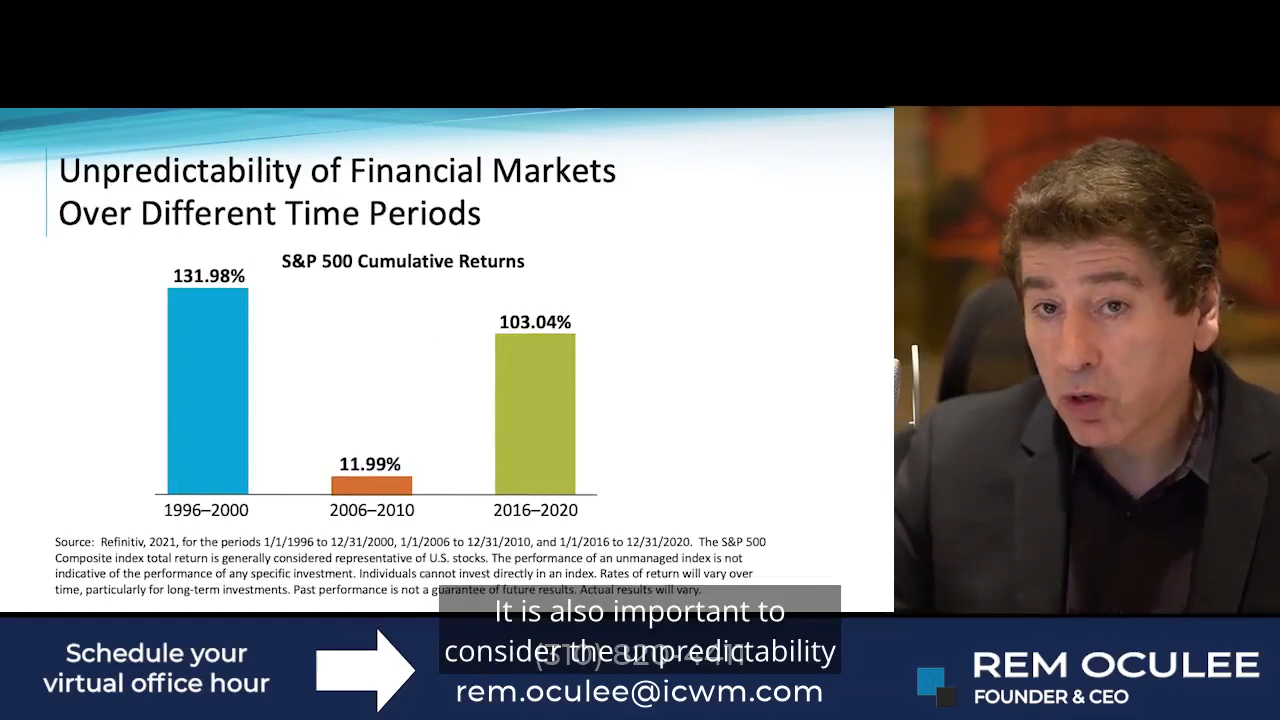 Unpredictability of Financial Markets
Over Different Time Periods
S&P 500 Cumulative Returns
131.98%
103.04%
11.99%
1996–2000
2006–2010
2016–2020
Source: Refinitiv, 2021, for the periods 1/1/1996 to 12/31/2000, 1/1/2006 to 12/31/2010, and 1/1/2016 to 12/31/2020. The S&P 500
Composite index total return is generally considered representative of U.S. stocks. The performance of an unmanaged index is not
indicative of the performance of any specific investment. Individuals cannot invest directly in an index. Rates of return will vary over
time, particularly for long-term investments. Past performance is not a guarantee of future results. Actual results will vary.
It is also important to
consider the unpredictability
Schedule your
virtual office hour
(310)
rem.oculee@icwm.com
REM OCULEE
FOUNDER & CEO